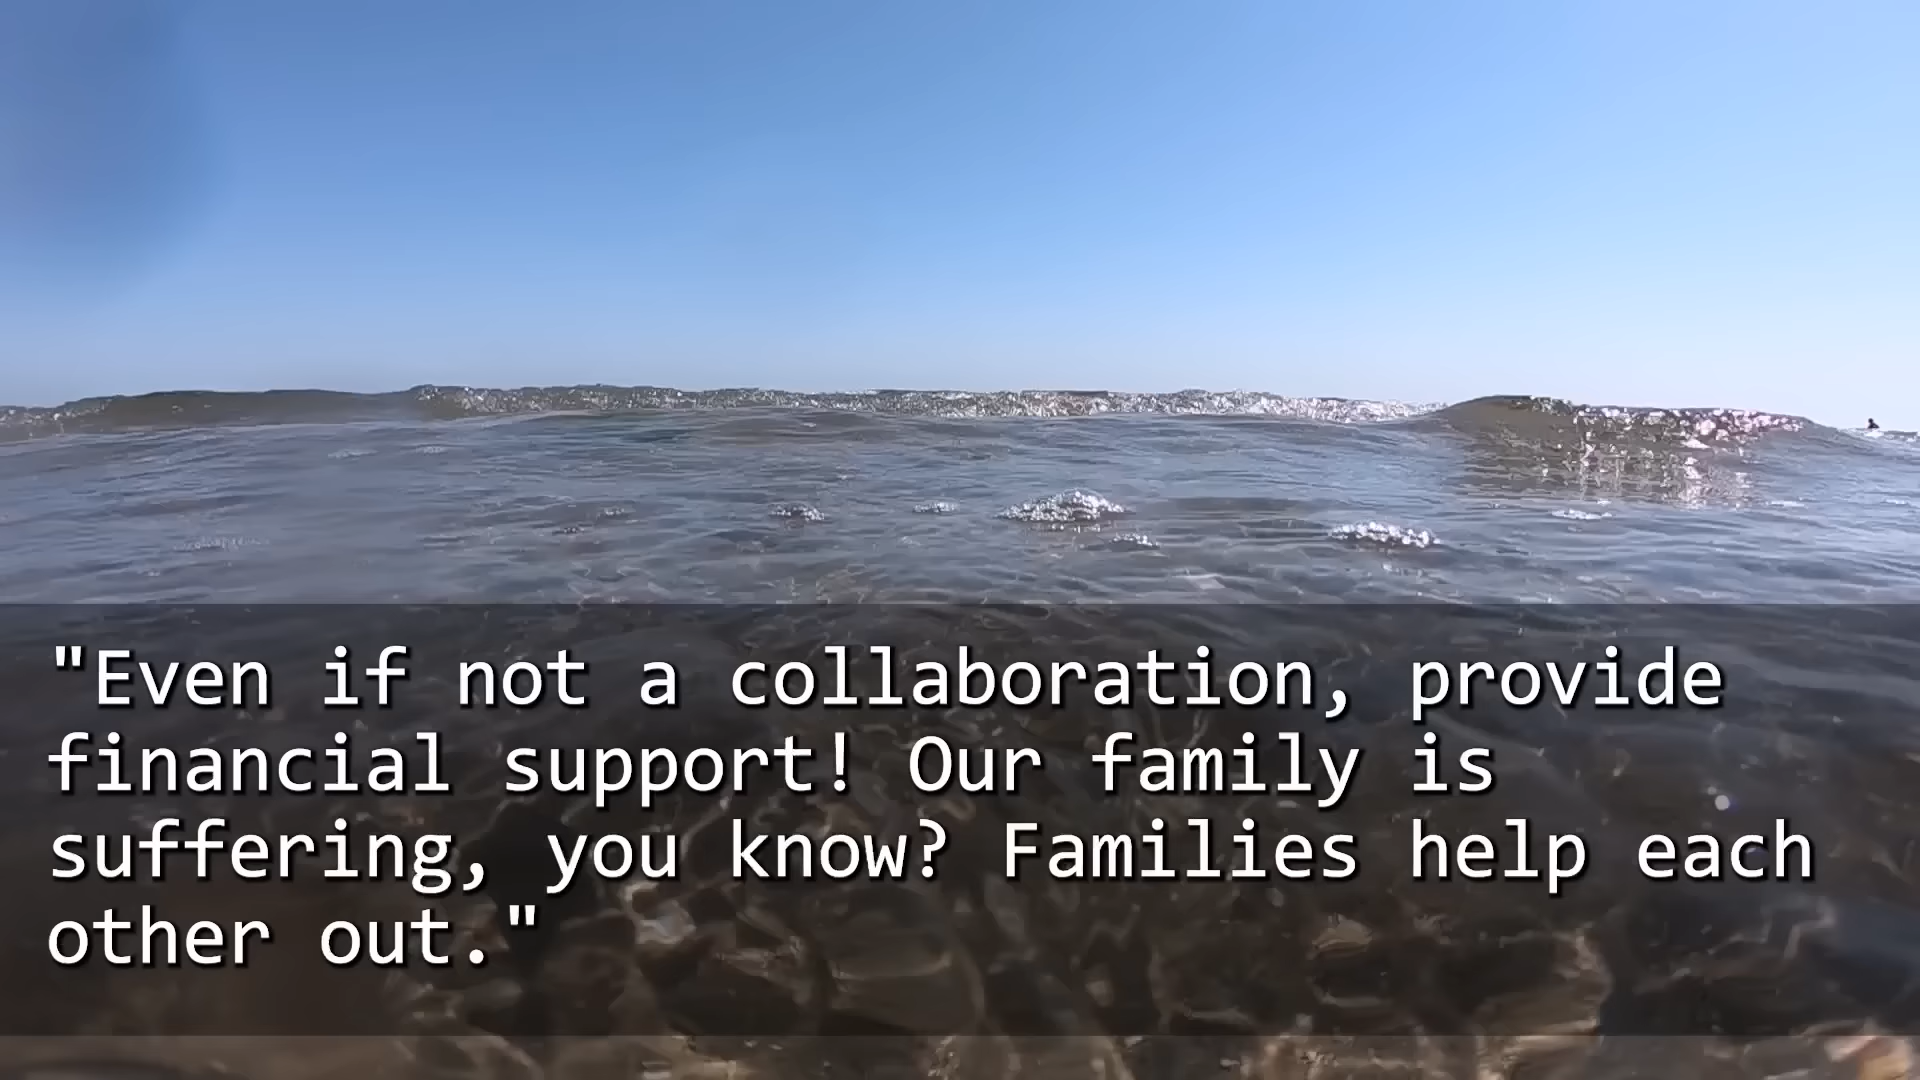 "Even if not a collaboration, provide
financial support! Our family is
suffering, you know? Families help each
other out."